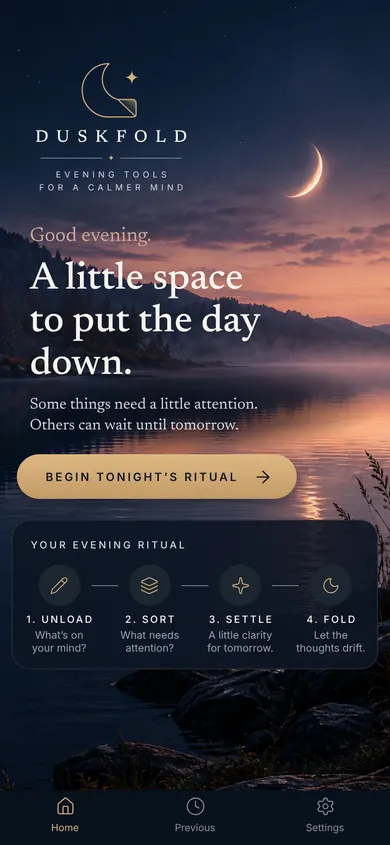 DUSKFOLD
EVENING TOOLS
FOR A CALMER MIND
Good evening.
A little space
to put the day
down.
Some things need a little attention.
Others can wait until tomorrow.
BEGIN TONIGHT’S RITUAL
YOUR EVENING RITUAL
1. UNLOAD
What’s on
your mind?
2. SORT
What needs
attention?
3. SETTLE
A little clarity
for tomorrow.
4. FOLD
Let the
thoughts drift.
Home
Previous
Settings